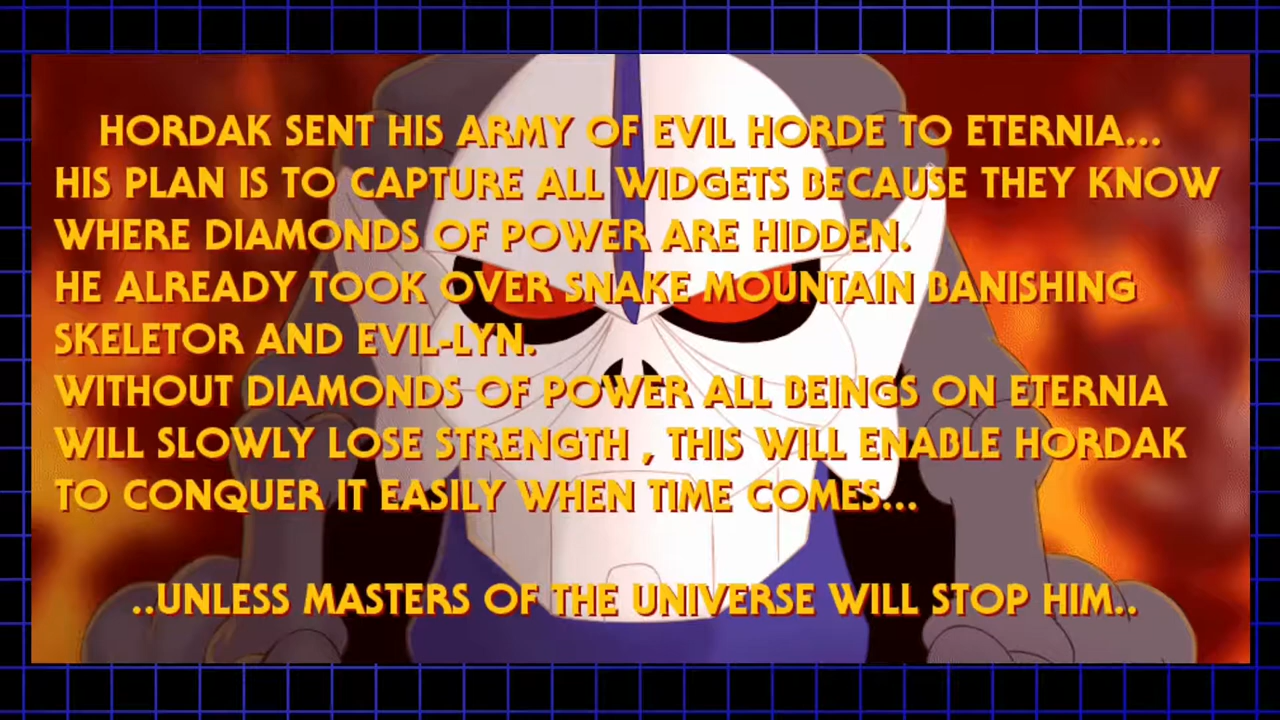 HORDAK SENT HIS ARMY OF EVIL HORDE TO ETERNIA...
HIS PLAN IS TO CAPTURE ALL WIDGETS BECAUSE THEY KNOW
WHERE DIAMONDS OF POWER ARE HIDDEN.
HE ALREADY TOOK OVER SNAKE MOUNTAIN BANISHING
SKELETOR AND EVIL-LYN.
WITHOUT DIAMONDS OF POWER ALL BEINGS ON ETERNIA
WILL SLOWLY LOSE STRENGTH , THIS WILL ENABLE HORDAK
TO CONQUER IT EASILY WHEN TIME COMES...
..UNLESS MASTERS OF THE UNIVERSE WILL STOP HIM..